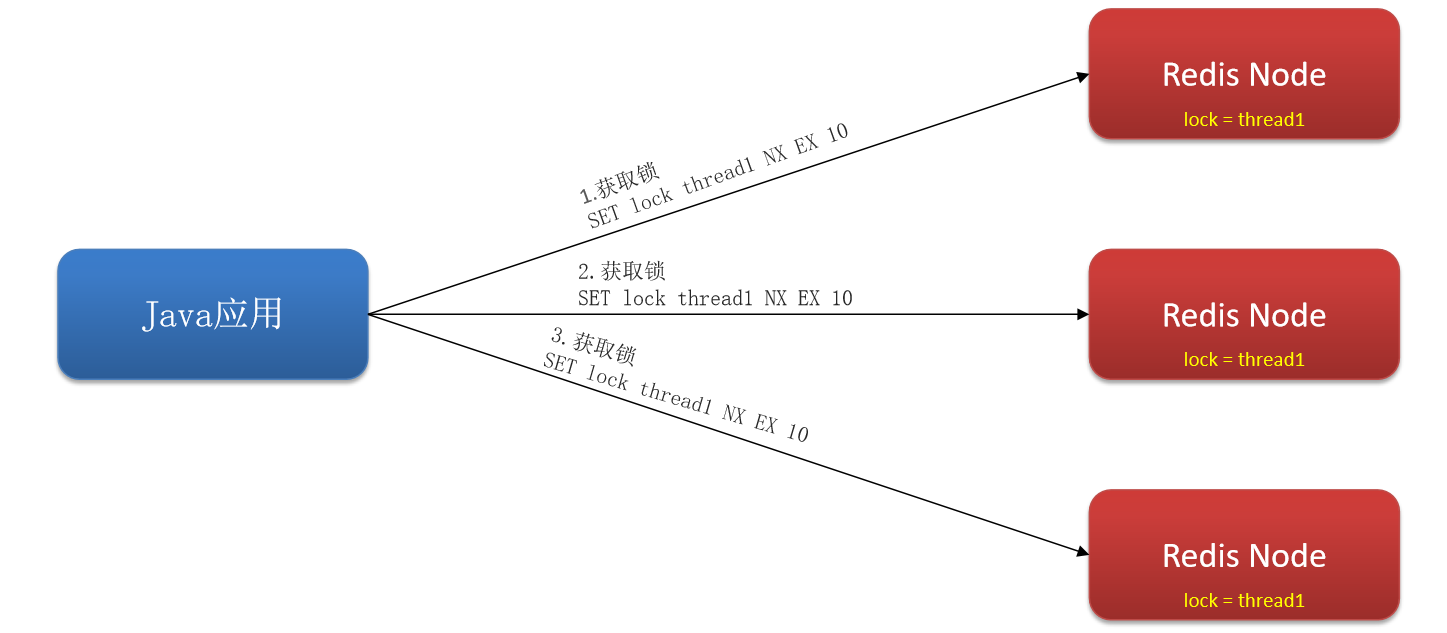 Redis Node
lock = thread1
1.获取锁
SET lock thread1 NX EX 10
Java应用
2.获取锁
SET lock thread1 NX EX 10
Redis Node
lock = thread1
3.获取锁
SET lock thread1 NX EX 10
Redis Node
lock = thread1